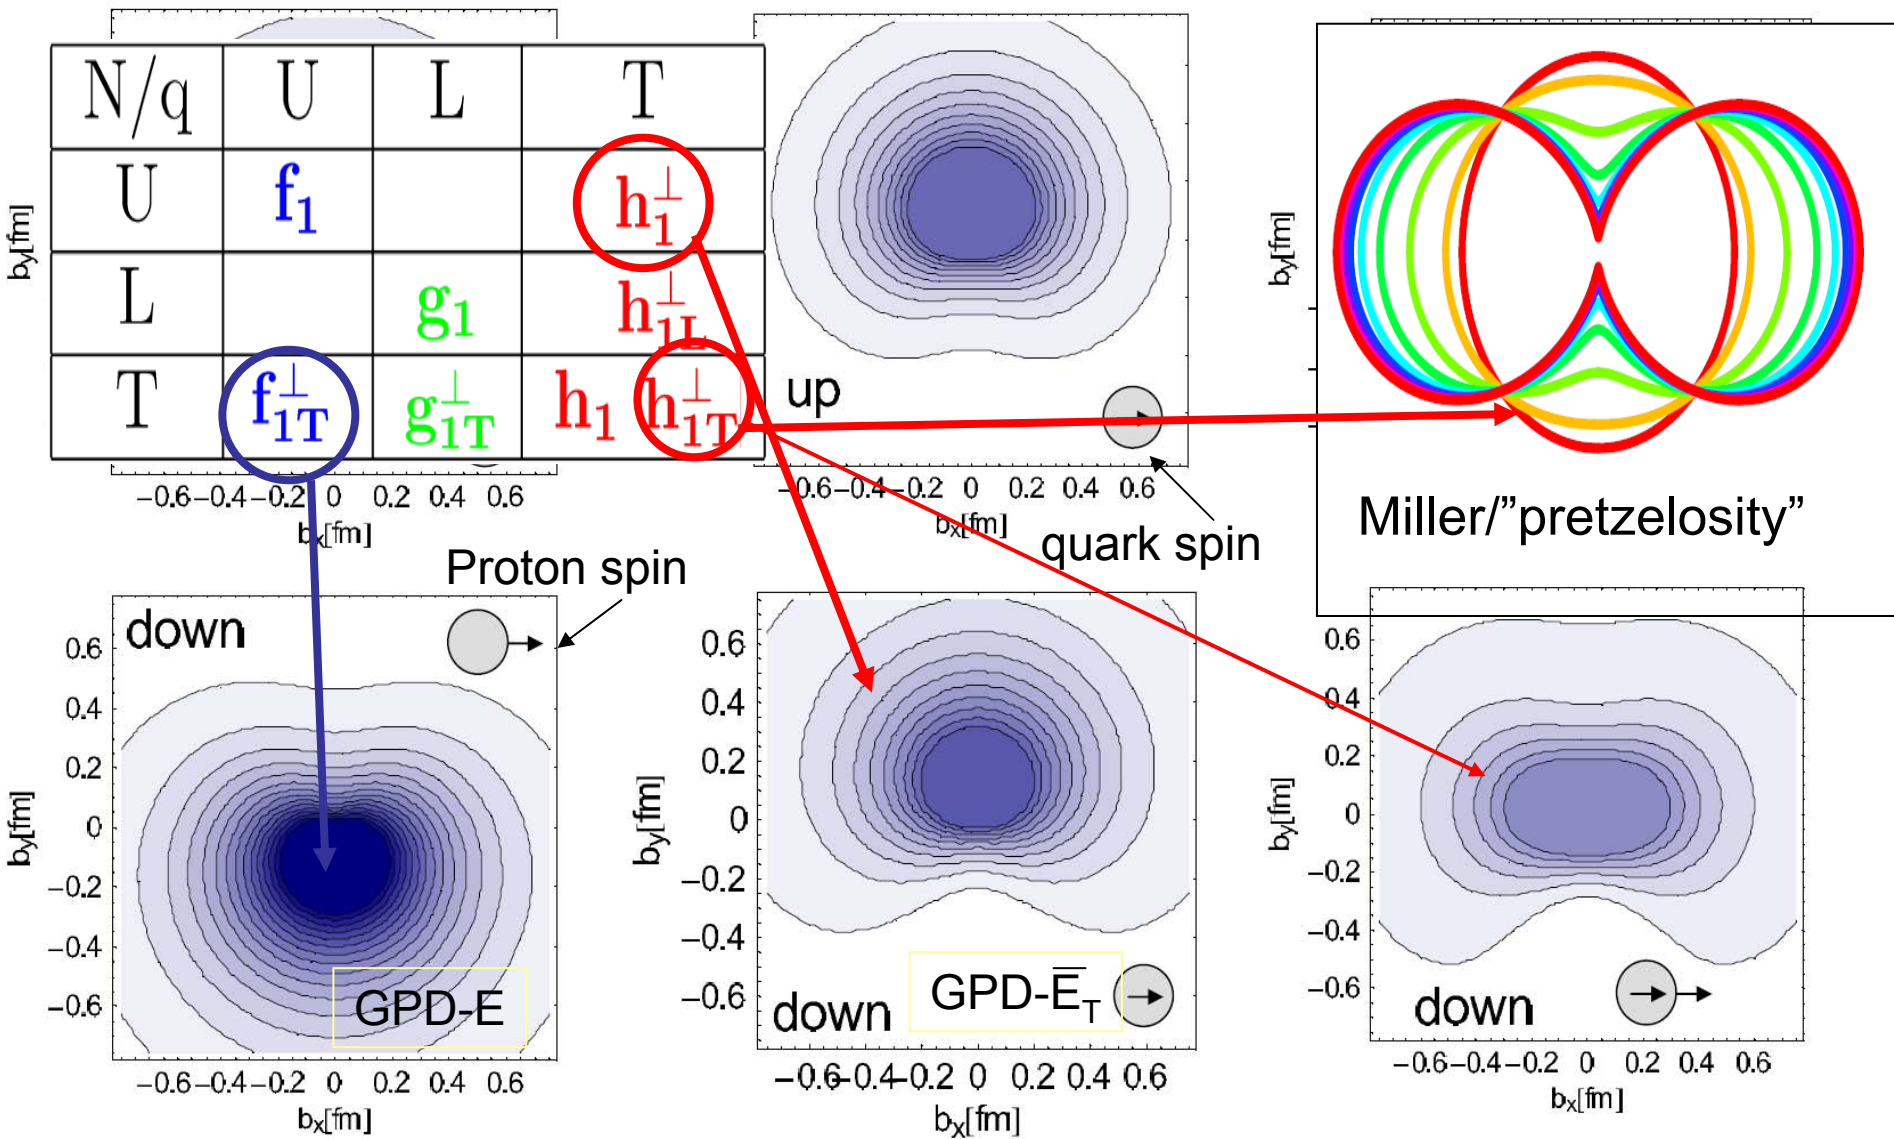 N/q U L T
U f₁ h₁^⊥
L g₁ h₁L^⊥
T f₁T^⊥ g₁T^⊥ h₁ h₁T^⊥
by[fm]
−0.6 −0.4 −0.2 0 0.2 0.4 0.6
bx[fm]
up
−0.6 −0.4 −0.2 0 0.2 0.4 0.6
bx[fm]
quark spin
by[fm]
Miller/”pretzelosity”
Proton spin
down
0.6
0.4
0.2
0
−0.2
−0.4
−0.6
by[fm]
GPD-E
−0.6 −0.4 −0.2 0 0.2 0.4 0.6
bx[fm]
0.6
0.4
0.2
0
−0.2
−0.4
−0.6
by[fm]
down
GPD-E̅T
−0.6 −0.4 −0.2 0 0.2 0.4 0.6
bx[fm]
0.6
0.4
0.2
0
−0.2
−0.4
−0.6
by[fm]
down
−0.6 −0.4 −0.2 0 0.2 0.4 0.6
bx[fm]